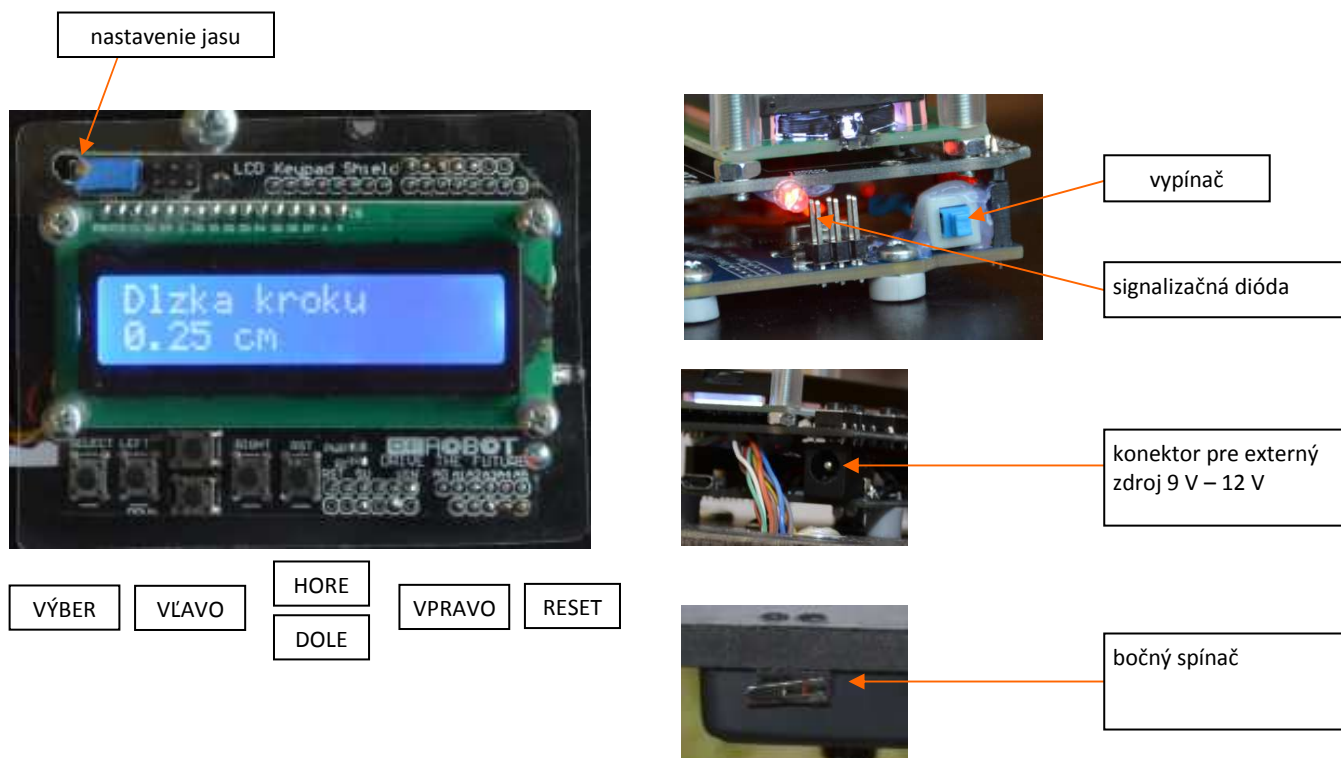 nastavenie jasu
LCD Keypad Shield
Dlzka kroku
0.25 cm
SELECT LEFT
RIGHT
RST
ROBOT
DRIVE THE FUTURE
VÝBER
VĽAVO
HORE
DOLE
VPRAVO
RESET
vypínač
signalizačná dióda
konektor pre externý
zdroj 9 V – 12 V
bočný spínač